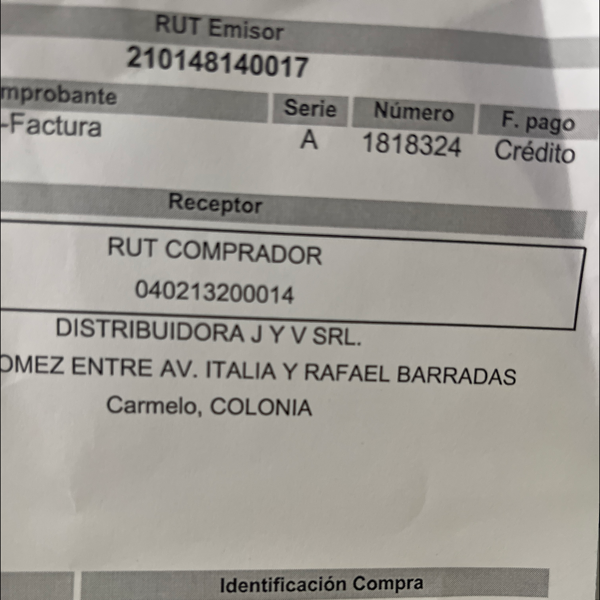 RUT Emisor
210148140017
mprobante Serie Número F. pago
-Factura A 1818324 Crédito
Receptor
RUT COMPRADOR
040213200014
DISTRIBUIDORA J Y V SRL.
OMEZ ENTRE AV. ITALIA Y RAFAEL BARRADAS
Carmelo, COLONIA
Identificación Compra